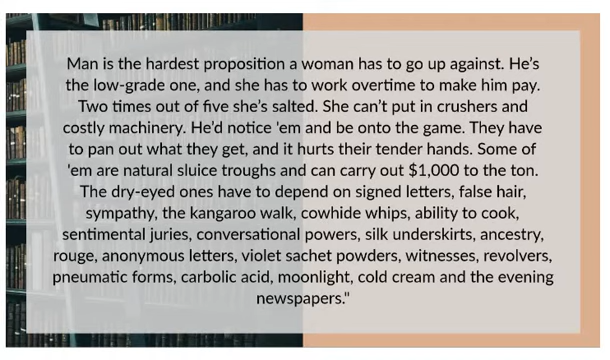 Man is the hardest proposition a woman has to go up against. He's
the low-grade one, and she has to work overtime to make him pay.
Two times out of five she's salted. She can't put in crushers and
costly machinery. He'd notice 'em and be onto the game. They have
to pan out what they get, and it hurts their tender hands. Some of
'em are natural sluice troughs and can carry out $1,000 to the ton.
The dry-eyed ones have to depend on signed letters, false hair,
sympathy, the kangaroo walk, cowhide whips, ability to cook,
sentimental juries, conversational powers, silk underskirts, ancestry,
rouge, anonymous letters, violet sachet powders, witnesses, revolvers,
pneumatic forms, carbolic acid, moonlight, cold cream and the evening
newspapers."